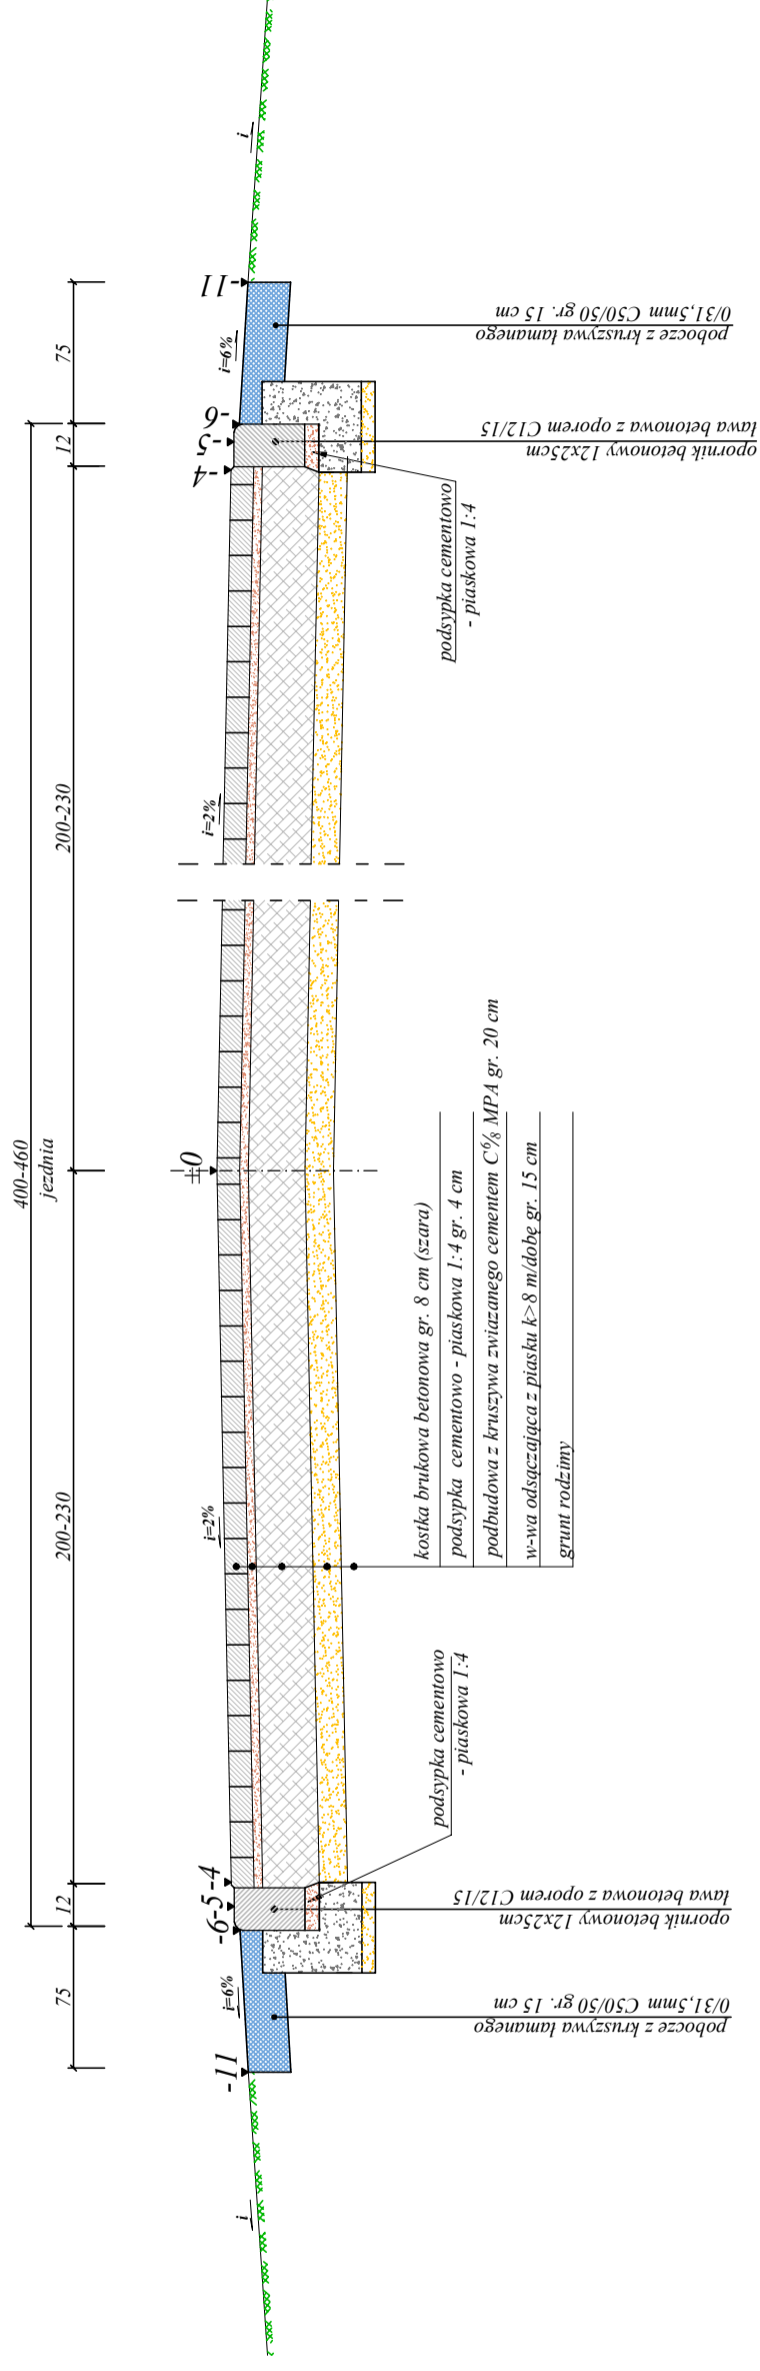 400-460
jezdnia
75
12
200-230
200-230
12
75
i
i=6%
i=2%
i=2%
i=6%
i
-11
-6
-5
-4
±0
-4
-5
-6
-11
kostka brukowa betonowa gr. 8 cm (szara)
podsypka cementowo - piaskowa 1:4 gr. 4 cm
podbudowa z kruszywa zwiazanego cementem C6/8 MPA gr. 20 cm
w-wa odsączająca z piasku k>8 m/dobę gr. 15 cm
grunt rodzimy
podsypka cementowo
- piaskowa 1:4
podsypka cementowo
- piaskowa 1:4
pobocze z kruszywa łamanego
0/31,5mm C50/50 gr. 15 cm
opornik betonowy 12x25cm
ława betonowa z oporem C12/15
opornik betonowy 12x25cm
ława betonowa z oporem C12/15
pobocze z kruszywa łamanego
0/31,5mm C50/50 gr. 15 cm